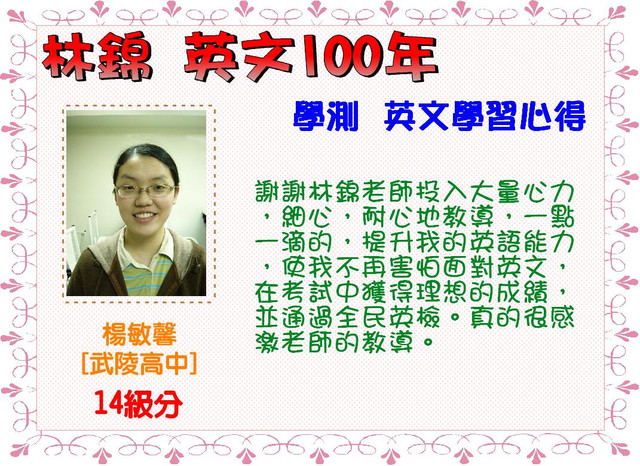 林錦 英文100年
學測 英文學習心得
謝謝林錦老師投入大量心力
，細心，耐心地教導，一點
一滴的，提升我的英語能力
，使我不再害怕面對英文，
在考試中獲得理想的成績，
並通過全民英檢。真的很感
激老師的教導。
楊敏馨
[武陵高中]
14級分